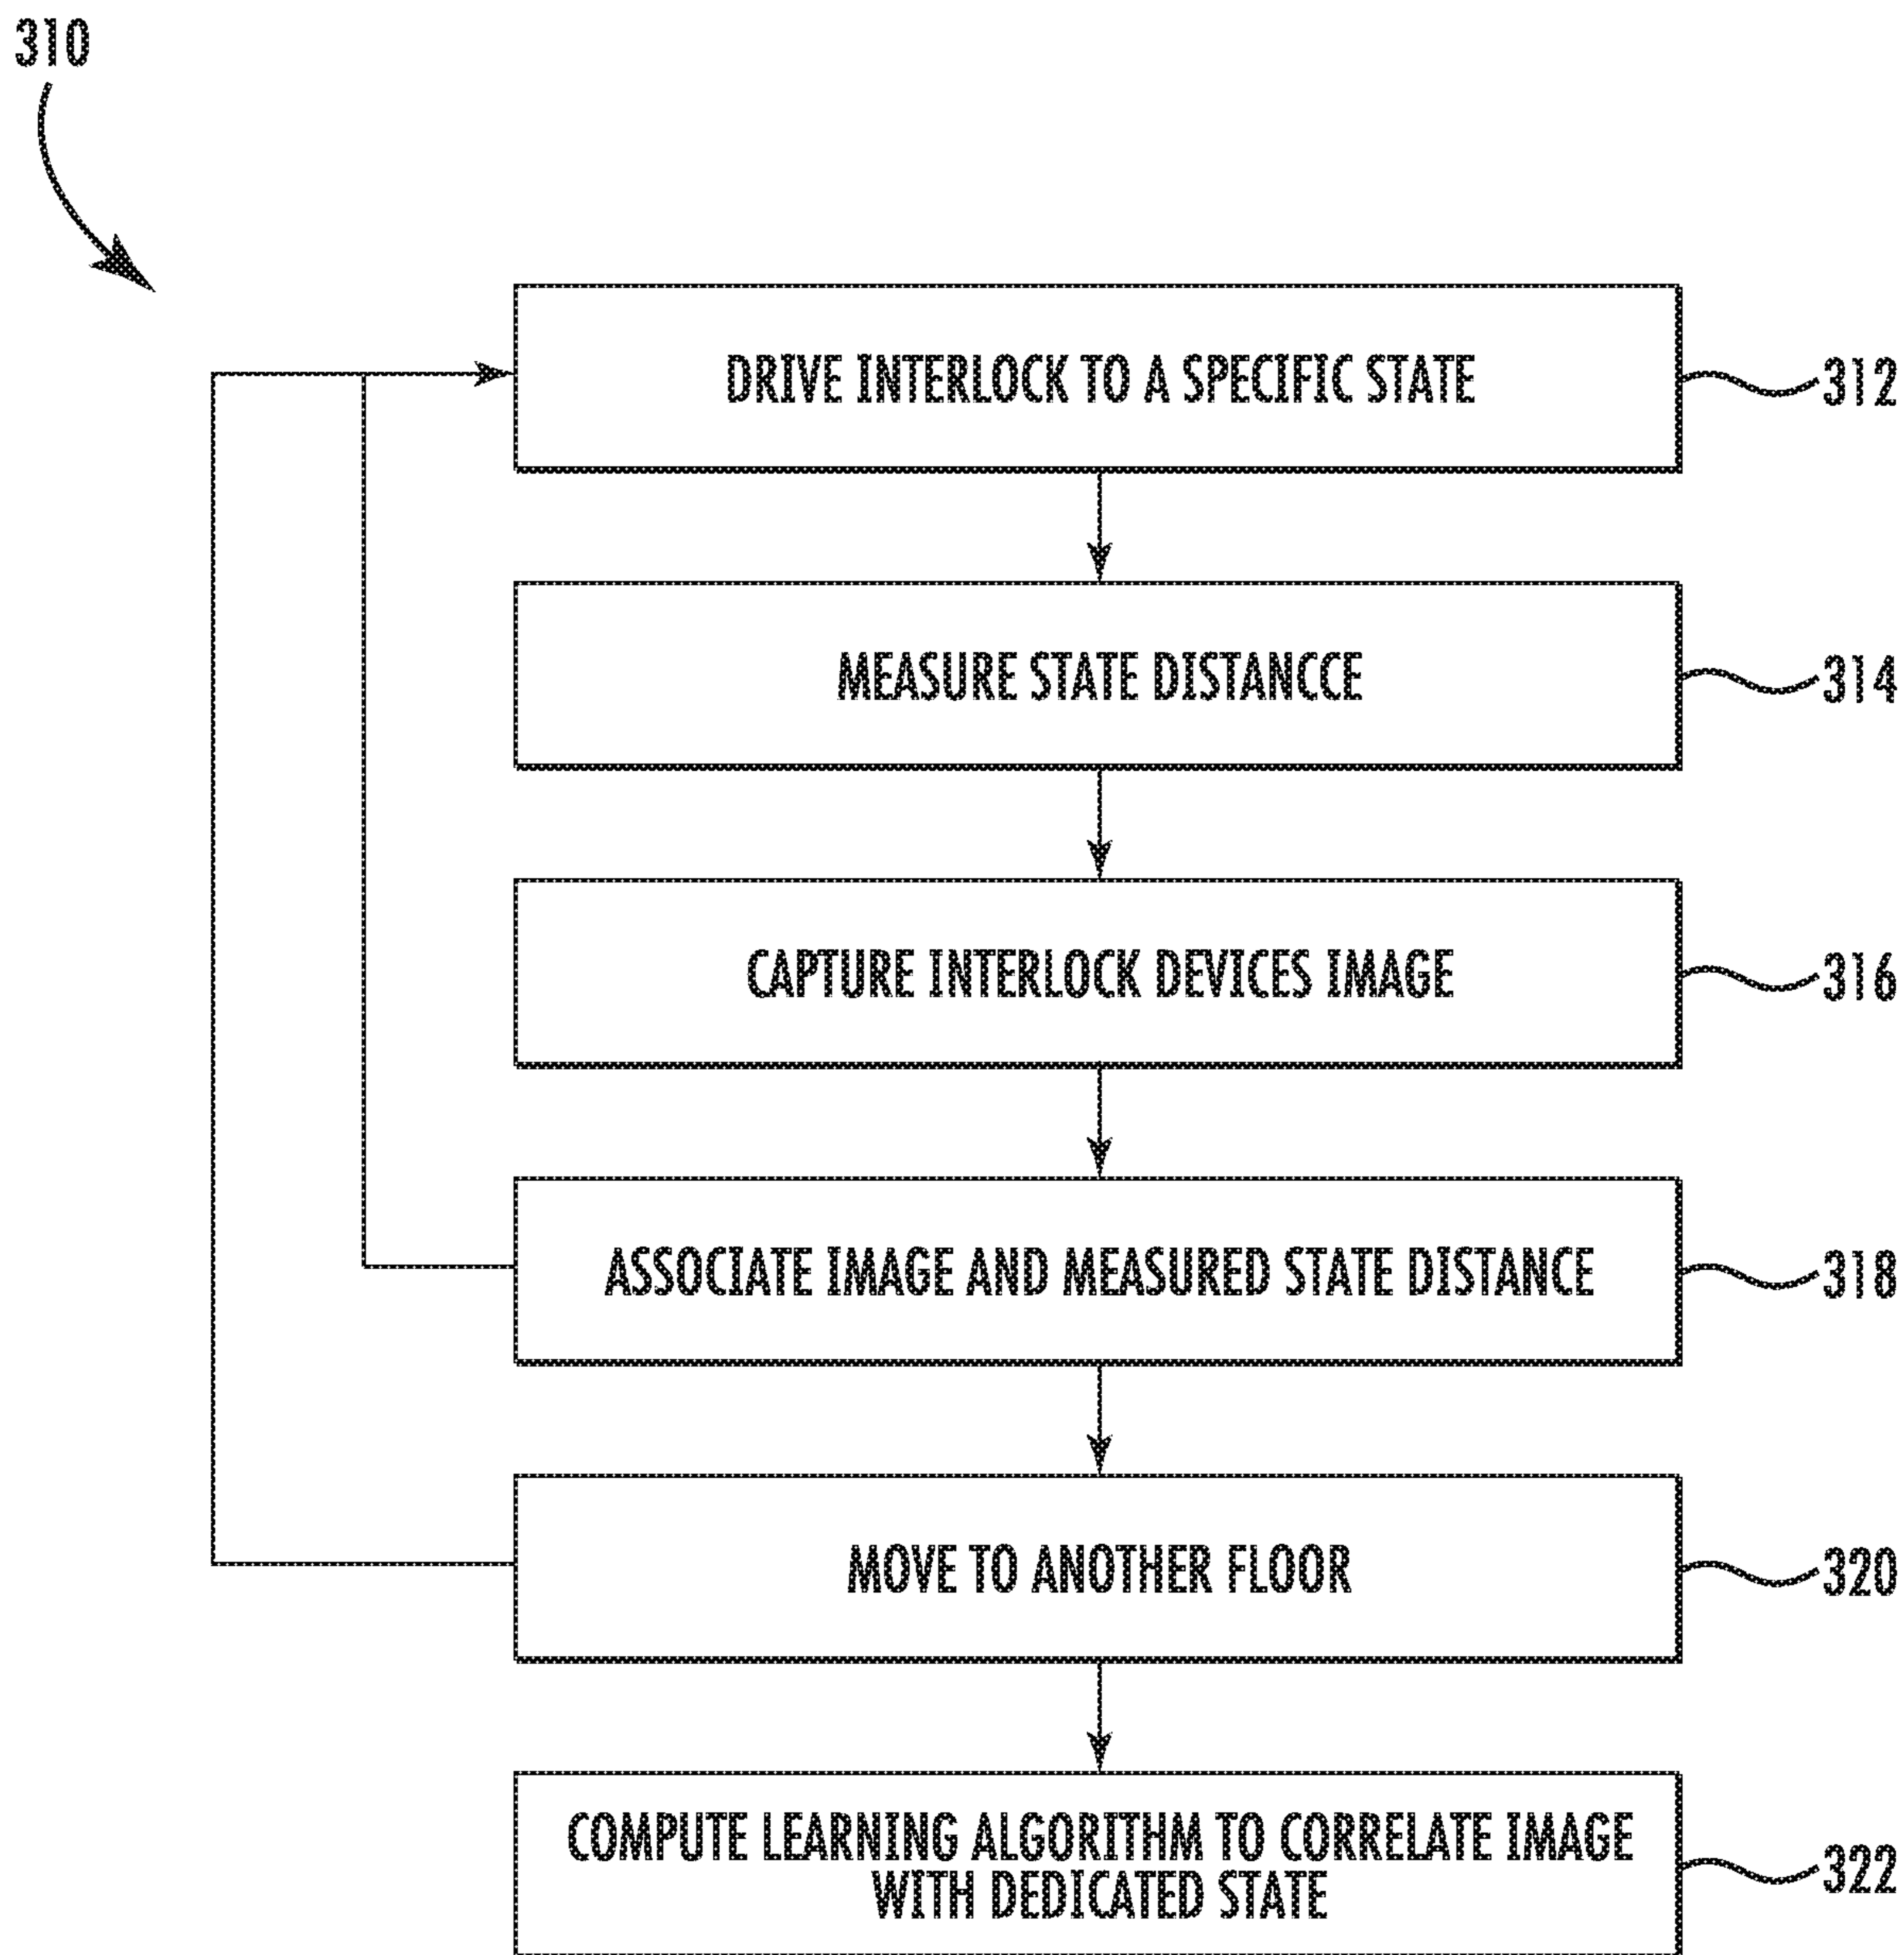 310
DRIVE INTERLOCK TO A SPECIFIC STATE
312
MEASURE STATE DISTANCCE
314
CAPTURE INTERLOCK DEVICES IMAGE
316
ASSOCIATE IMAGE AND MEASURED STATE DISTANCE
318
MOVE TO ANOTHER FLOOR
320
COMPUTE LEARNING ALGORITHM TO CORRELATE IMAGE
WITH DEDICATED STATE
322